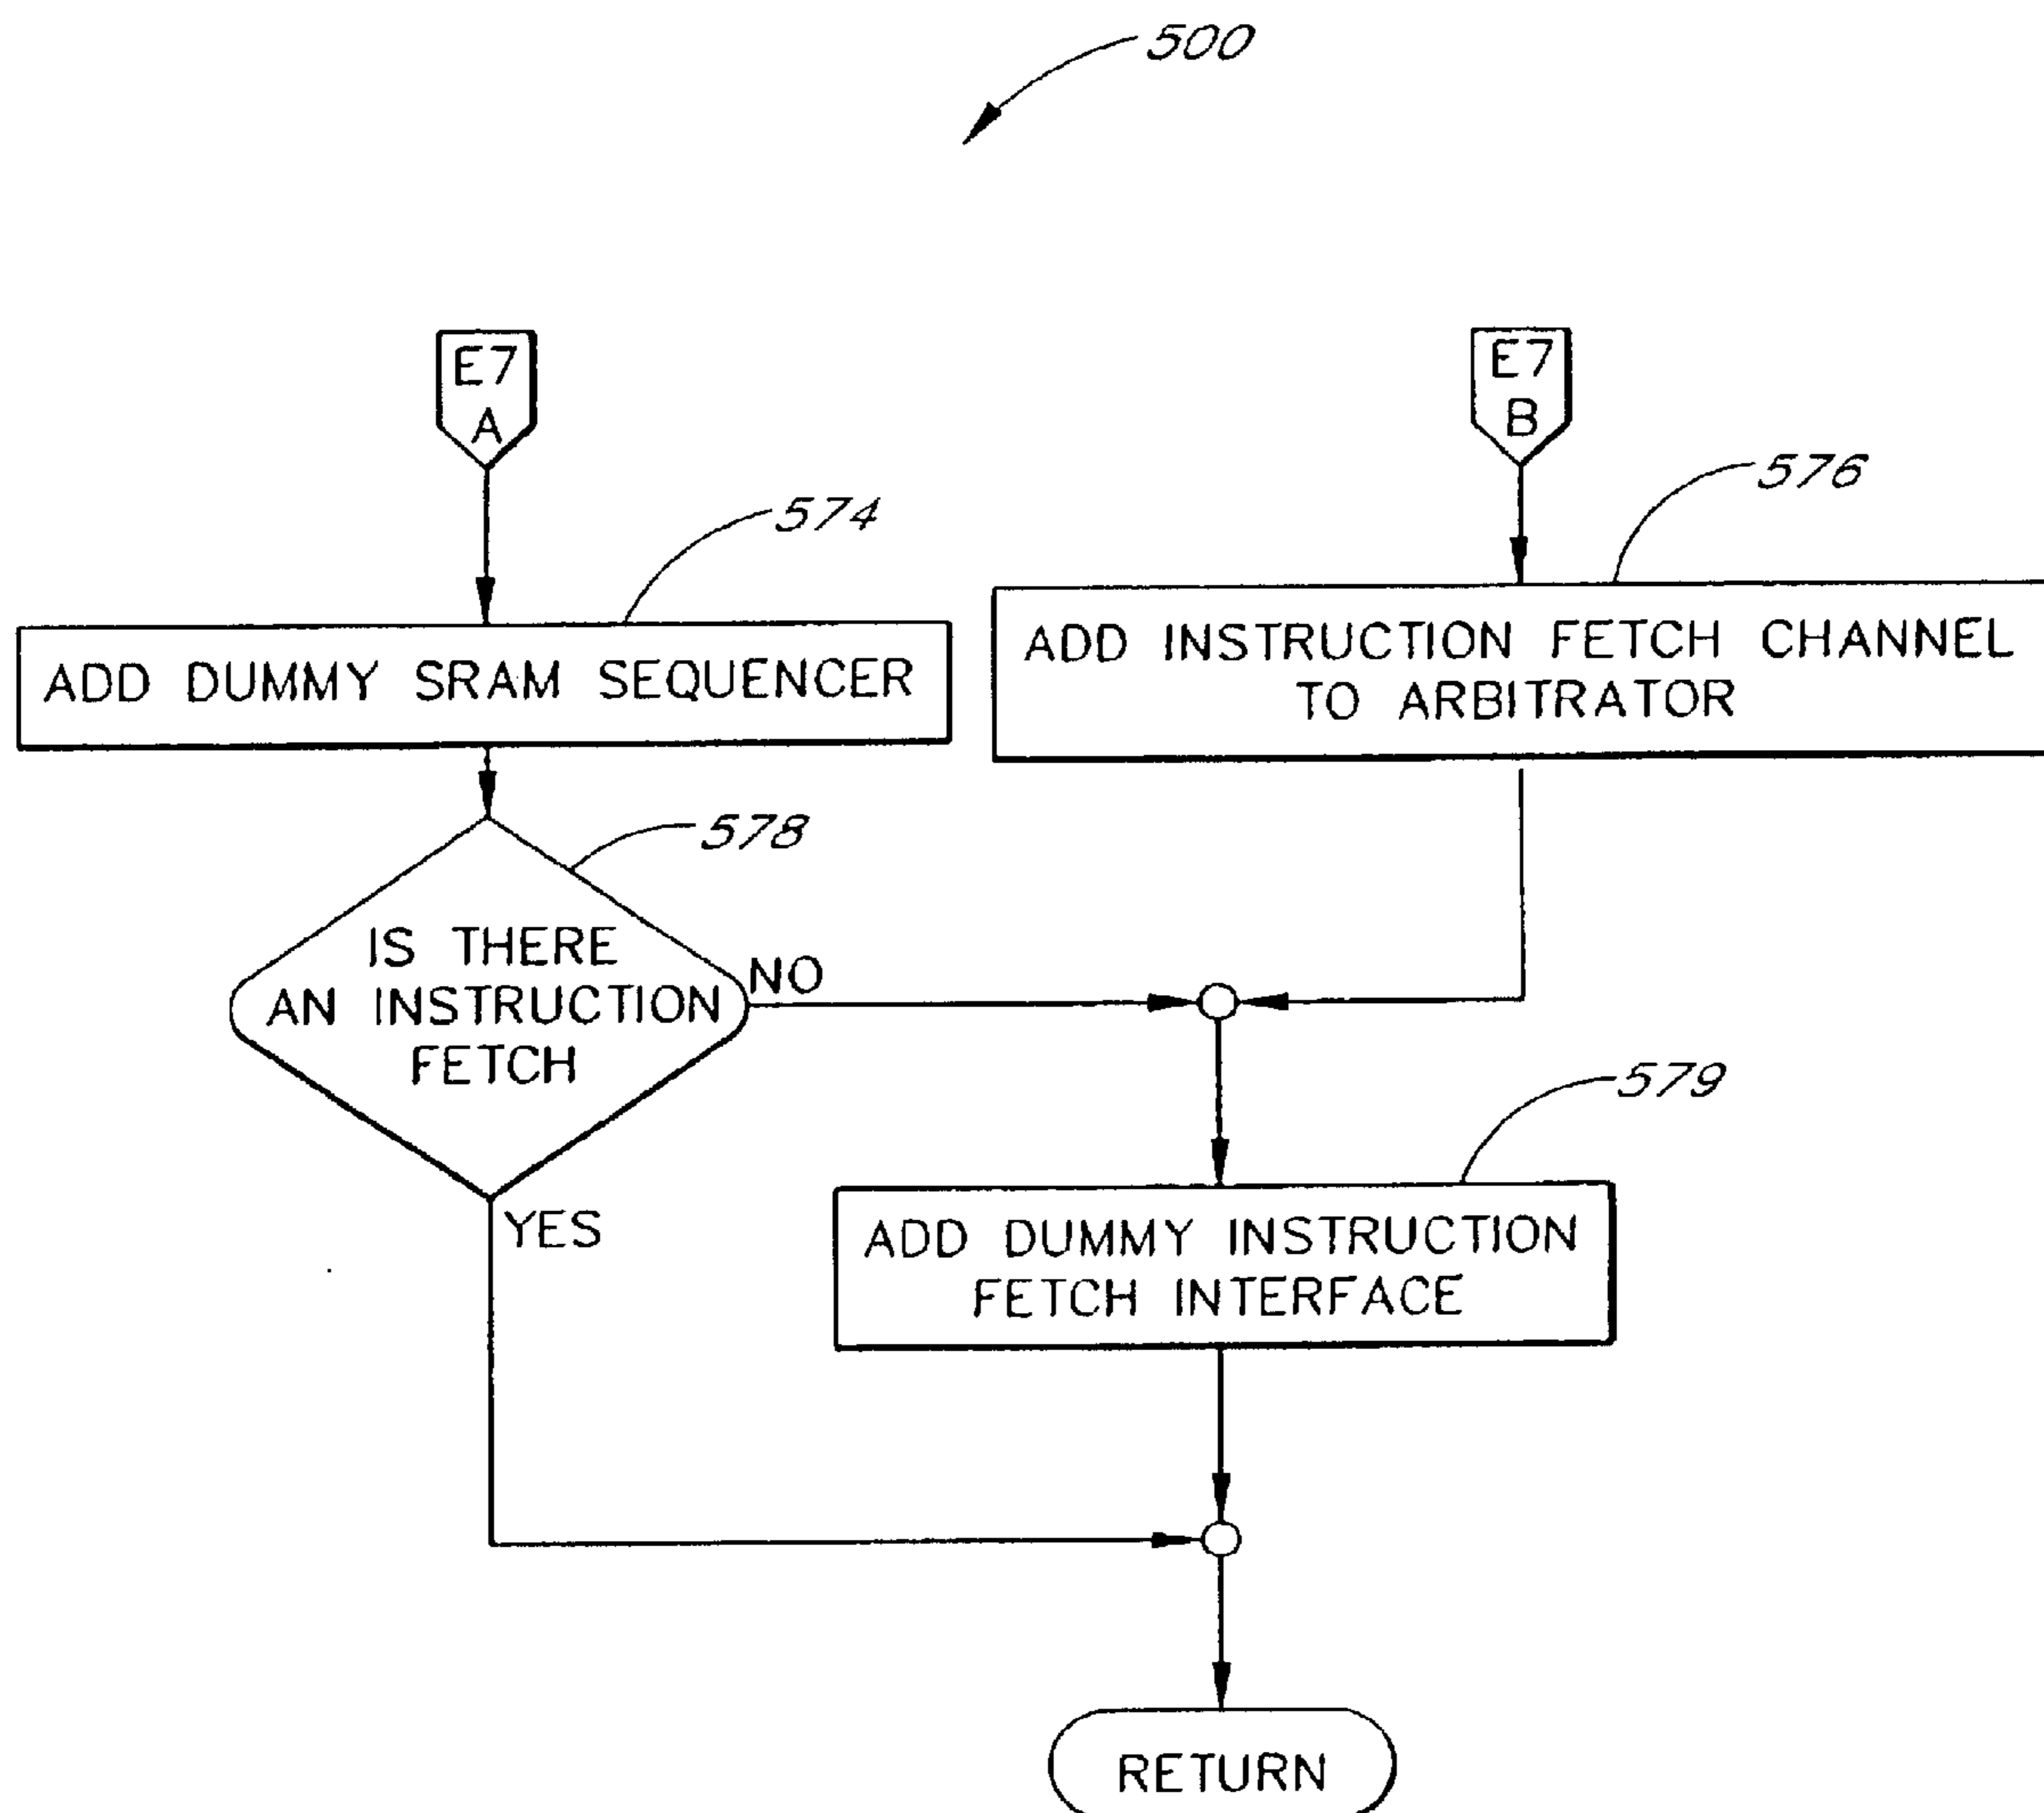 500
E7
A
E7
B
574
576
ADD DUMMY SRAM SEQUENCER
ADD INSTRUCTION FETCH CHANNEL
TO ARBITRATOR
578
IS THERE
AN INSTRUCTION
FETCH
NO
579
YES
ADD DUMMY INSTRUCTION
FETCH INTERFACE
RETURN